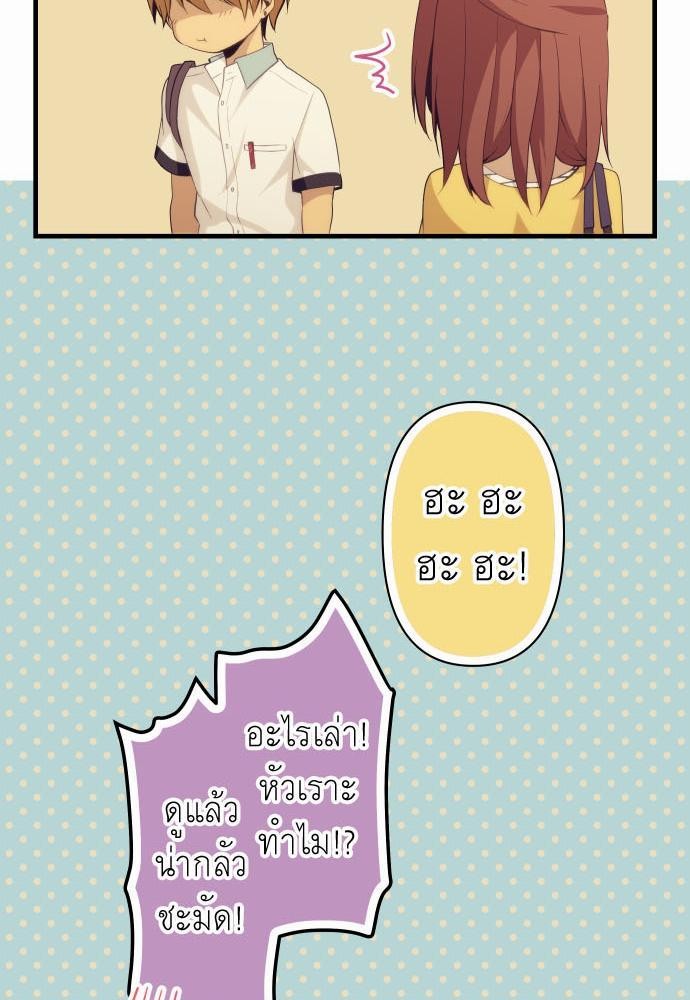 ฮะ ฮะ
ฮะ ฮะ!
อะไรเล่า!
หัวเราะ
ทำไม!?
ดูแล้ว
น่ากลัว
ชะมัด!